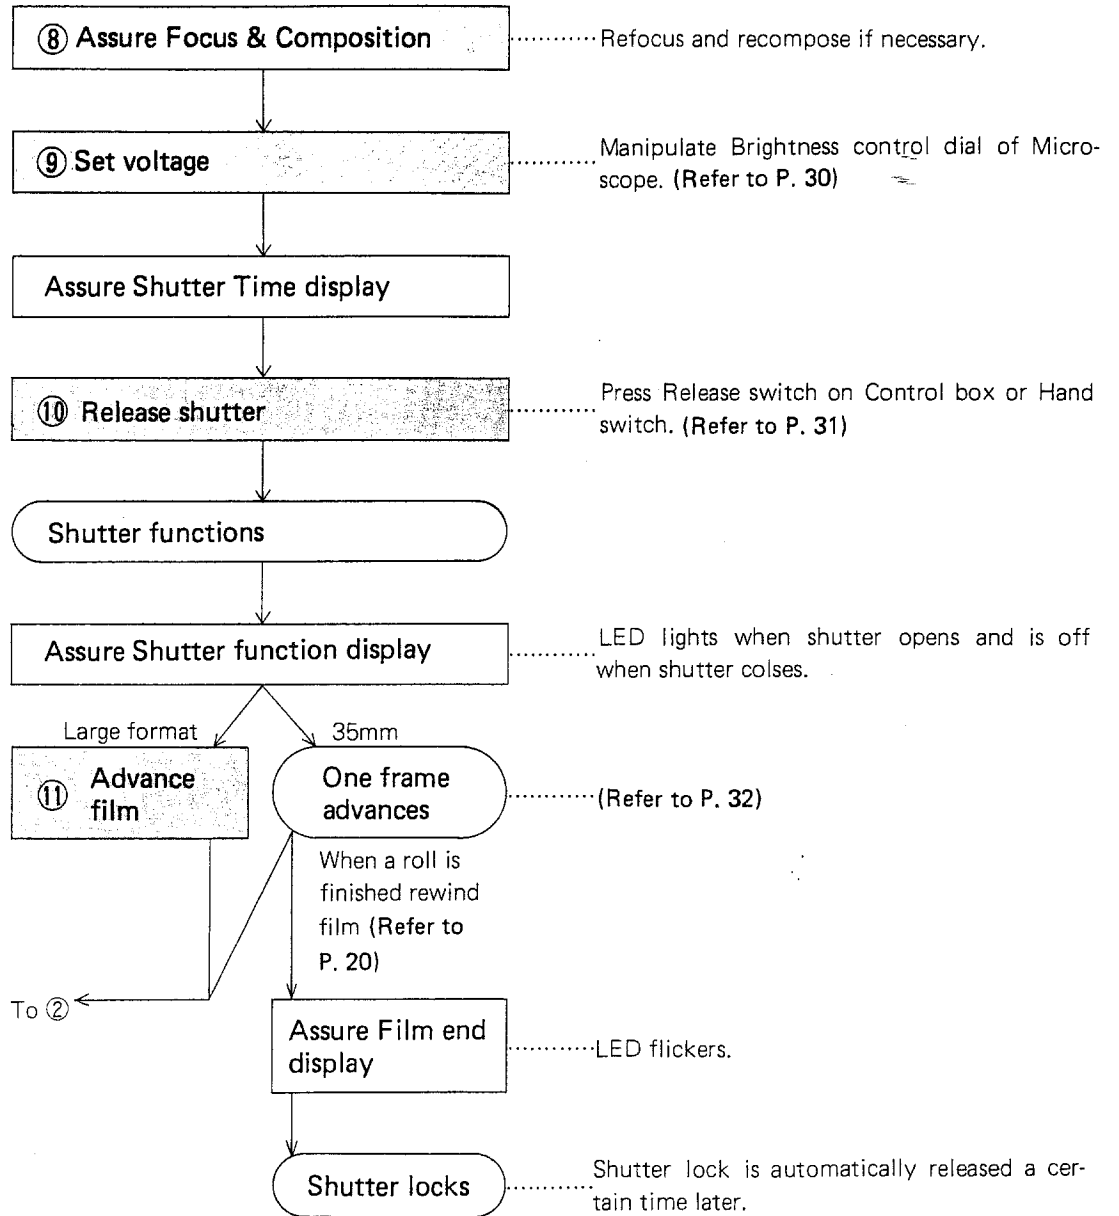 ⑧ Assure Focus & Composition
Refocus and recompose if necessary.
⑨ Set voltage
Manipulate Brightness control dial of Micro-
scope. (Refer to P. 30)
Assure Shutter Time display
⑩ Release shutter
Press Release switch on Control box or Hand
switch. (Refer to P. 31)
Shutter functions
Assure Shutter function display
LED lights when shutter opens and is off
when shutter colses.
Large format
35mm
⑪ Advance
film
One frame
advances
(Refer to P. 32)
When a roll is
finished rewind
film (Refer to
P. 20)
To ②
Assure Film end
display
LED flickers.
Shutter locks
Shutter lock is automatically released a cer-
tain time later.